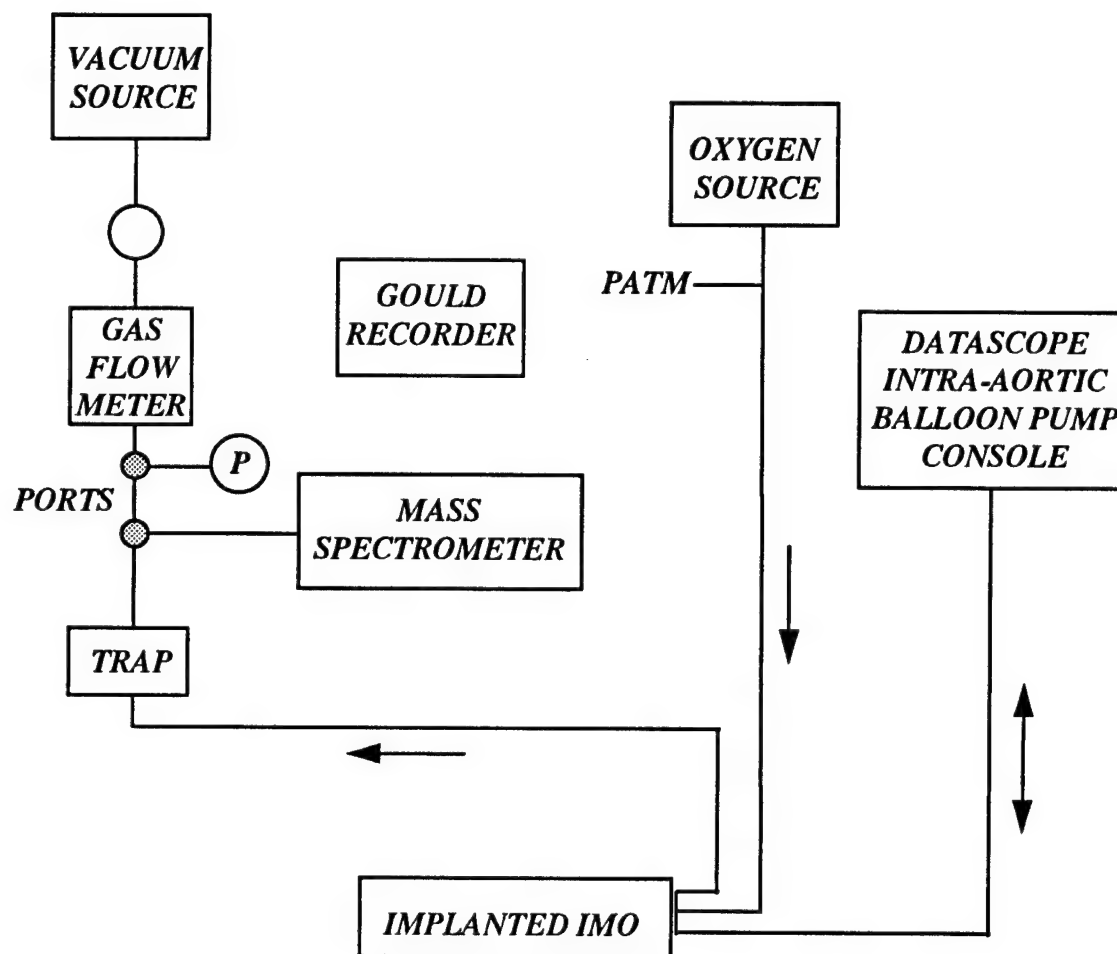 VACUUM
SOURCE
OXYGEN
SOURCE
PATM
GOULD
RECORDER
GAS
FLOW
METER
DATASCOPE
INTRA-AORTIC
BALLOON PUMP
CONSOLE
P
PORTS
MASS
SPECTROMETER
TRAP
IMPLANTED IMO